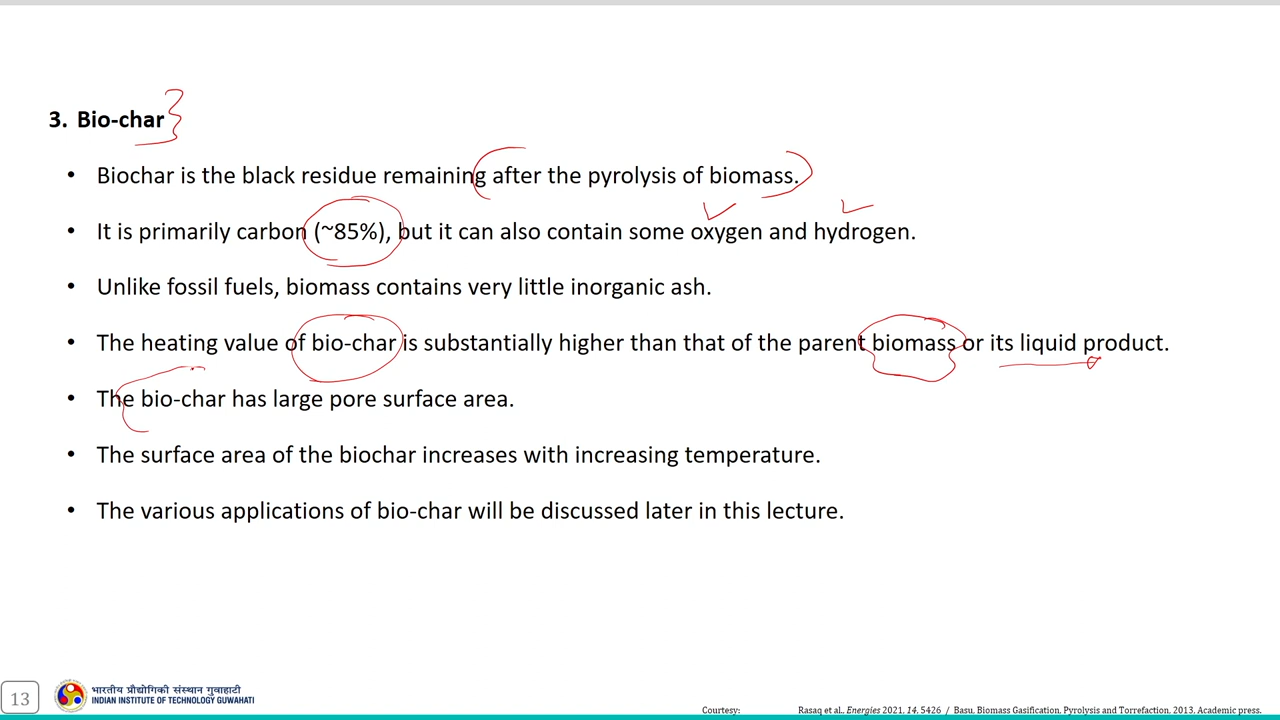 3. Bio-char
• Biochar is the black residue remaining after the pyrolysis of biomass.
• It is primarily carbon (~85%), but it can also contain some oxygen and hydrogen.
• Unlike fossil fuels, biomass contains very little inorganic ash.
• The heating value of bio-char is substantially higher than that of the parent biomass or its liquid product.
• The bio-char has large pore surface area.
• The surface area of the biochar increases with increasing temperature.
• The various applications of bio-char will be discussed later in this lecture.
13
भारतीय प्रौद्योगिकी संस्थान गुवाहाटी
INDIAN INSTITUTE OF TECHNOLOGY GUWAHATI
Courtesy: Rasaq et al., Energies 2021, 14, 5426 / Basu, Biomass Gasification, Pyrolysis and Torrefaction, 2013, Academic press.